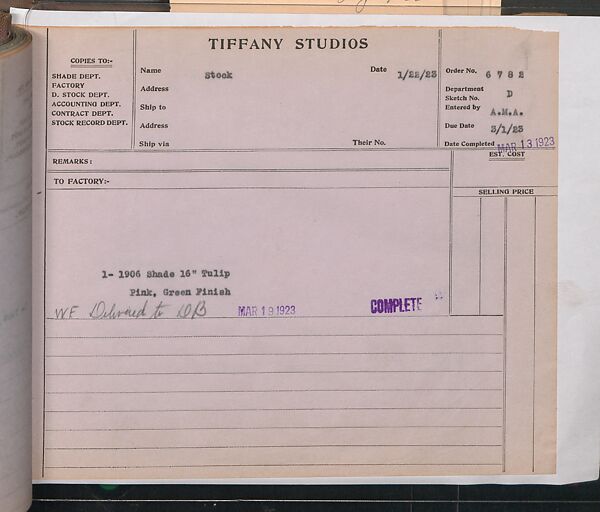 TIFFANY STUDIOS
COPIES TO:-
SHADE DEPT.
FACTORY
D. STOCK DEPT.
ACCOUNTING DEPT.
CONTRACT DEPT.
STOCK RECORD DEPT.
Name Stock Date 1/22/23
Address
Ship to
Address
Ship via Their No.
Order No. 6782
Department D
Sketch No.
Entered by A.M.A.
Due Date 3/1/23
Date Completed MAR 13 1923
REMARKS:
EST. COST
TO FACTORY:-
SELLING PRICE
1- 1906 Shade 16" Tulip
Pink, Green Finish
WF Delivered to DB MAR 19 1923 COMPLETE